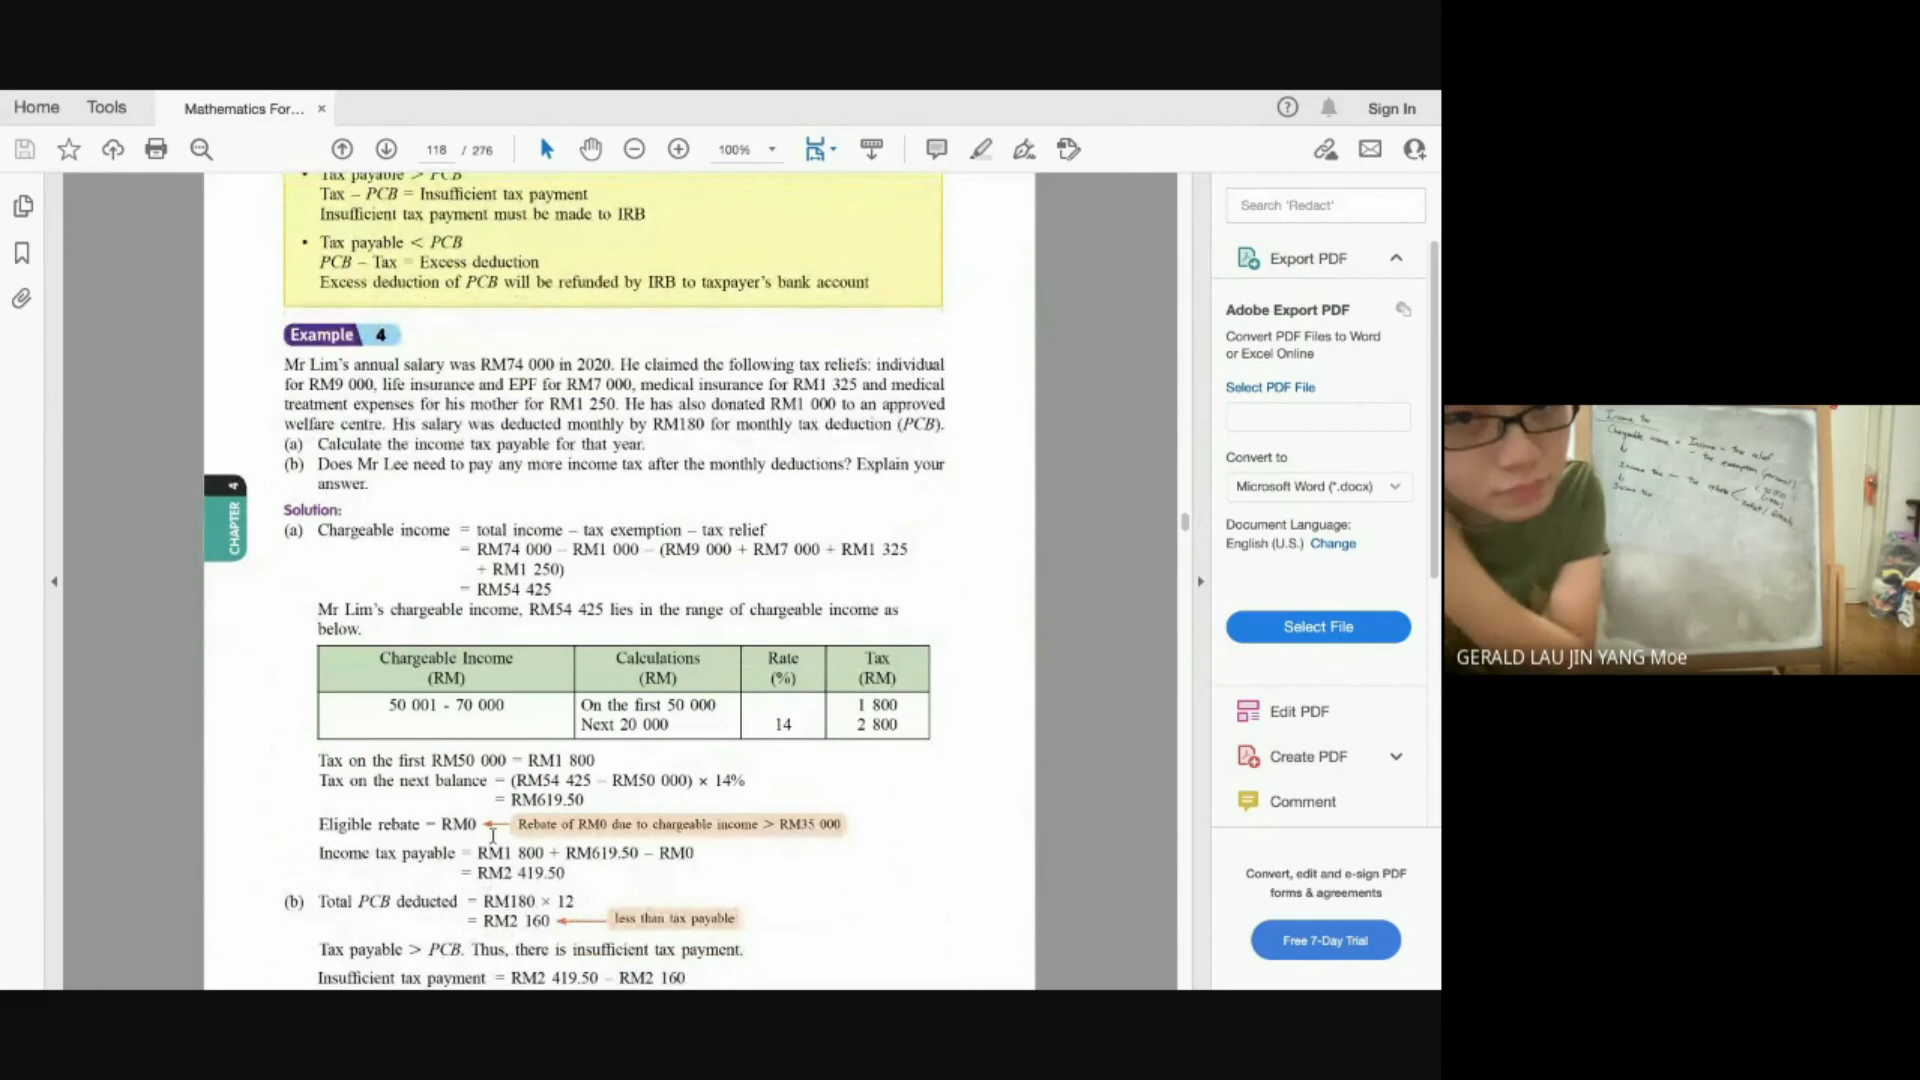 Home
Tools
Mathematics For...
Sign In
118 / 276
100%
Tax payable > PCB
Tax – PCB = Insufficient tax payment
Insufficient tax payment must be made to IRB
• Tax payable < PCB
PCB – Tax = Excess deduction
Excess deduction of PCB will be refunded by IRB to taxpayer's bank account
Example 4
Mr Lim's annual salary was RM74 000 in 2020. He claimed the following tax reliefs: individual
for RM9 000, life insurance and EPF for RM7 000, medical insurance for RM1 325 and medical
treatment expenses for his mother for RM1 250. He has also donated RM1 000 to an approved
welfare centre. His salary was deducted monthly by RM180 for monthly tax deduction (PCB).
(a) Calculate the income tax payable for that year.
(b) Does Mr Lee need to pay any more income tax after the monthly deductions? Explain your
answer.
CHAPTER 4
Solution:
(a) Chargeable income = total income – tax exemption – tax relief
= RM74 000 – RM1 000 – (RM9 000 + RM7 000 + RM1 325
+ RM1 250)
= RM54 425
Mr Lim's chargeable income, RM54 425 lies in the range of chargeable income as
below.
Chargeable Income (RM) Calculations (RM) Rate (%) Tax (RM)
50 001 - 70 000 On the first 50 000 1 800
Next 20 000 14 2 800
Tax on the first RM50 000 = RM1 800
Tax on the next balance = (RM54 425 – RM50 000) × 14%
= RM619.50
Eligible rebate = RM0 Rebate of RM0 due to chargeable income > RM35 000
Income tax payable = RM1 800 + RM619.50 – RM0
= RM2 419.50
(b) Total PCB deducted = RM180 × 12
= RM2 160 less than tax payable
Tax payable > PCB. Thus, there is insufficient tax payment.
Insufficient tax payment = RM2 419.50 – RM2 160
Search 'Redact'
Export PDF
Adobe Export PDF
Convert PDF Files to Word
or Excel Online
Select PDF File
Convert to
Microsoft Word (*.docx)
Document Language:
English (U.S.) Change
Select File
Edit PDF
Create PDF
Comment
Convert, edit and e-sign PDF
forms & agreements
Free 7-Day Trial
Income tax
Chargeable income = Income - tax relief
- tax exemption (personal)
Income tax - tax rebate
Income tax
GERALD LAU JIN YANG Moe